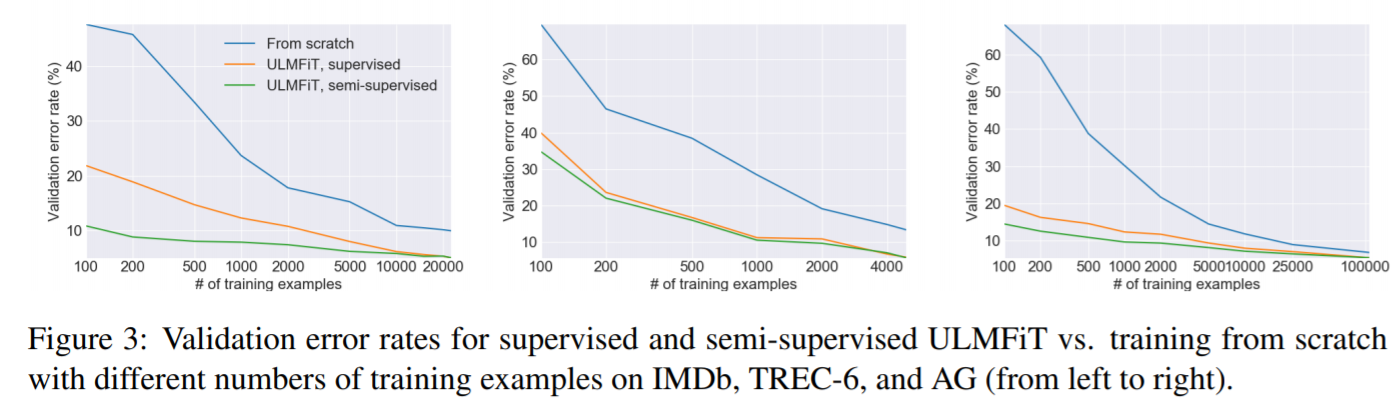 Validation error rate (%)
40
30
20
10
From scratch
ULMFiT, supervised
ULMFiT, semi-supervised
100 200 500 1000 2000 5000 10000 20000
# of training examples
Validation error rate (%)
60
50
40
30
20
10
100 200 500 1000 2000 4000
# of training examples
Validation error rate (%)
60
50
40
30
20
10
100 200 500 1000 2000 5000 10000 25000 100000
# of training examples
Figure 3: Validation error rates for supervised and semi-supervised ULMFiT vs. training from scratch
with different numbers of training examples on IMDb, TREC-6, and AG (from left to right).